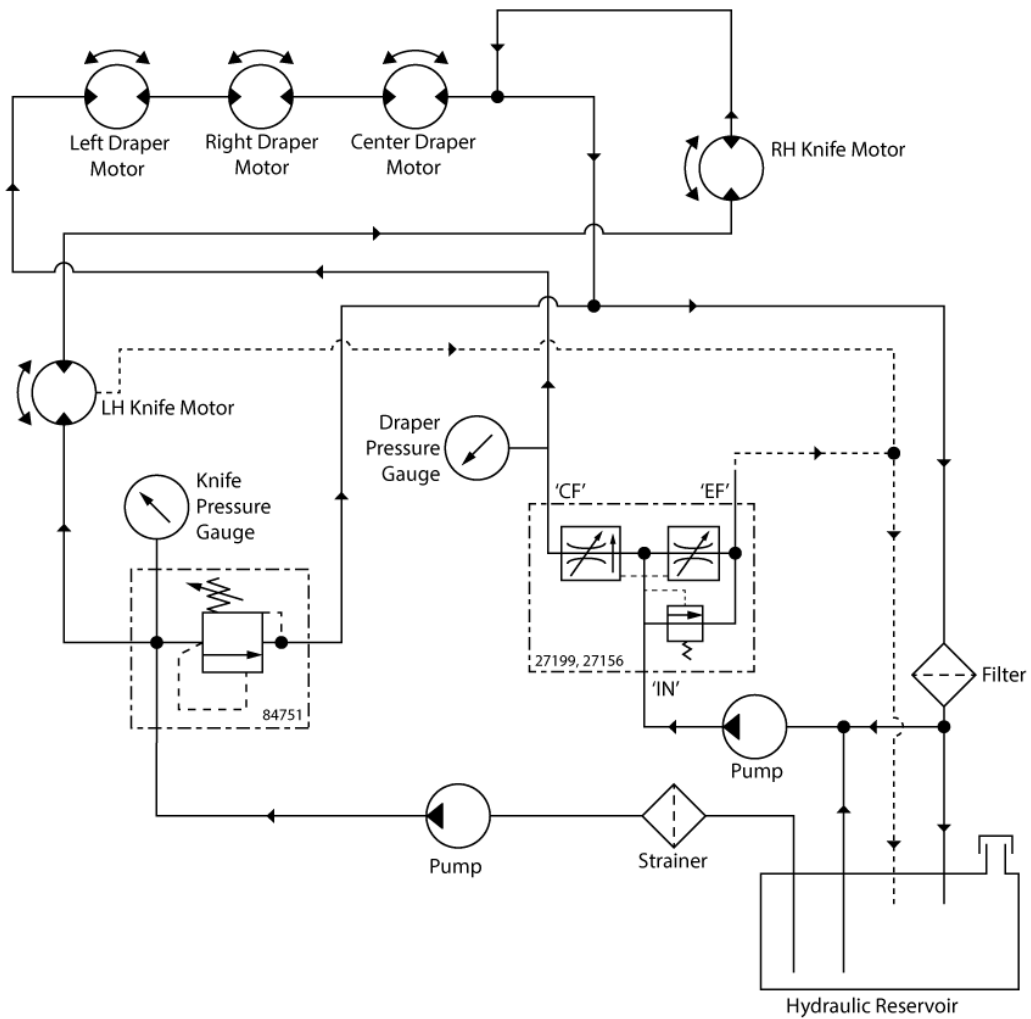 Left Draper
Motor
Right Draper
Motor
Center Draper
Motor
RH Knife Motor
LH Knife Motor
Draper
Pressure
Gauge
Knife
Pressure
Gauge
‘CF’
‘EF’
27199, 27156
‘IN’
84751
Filter
Pump
Strainer
Pump
Hydraulic Reservoir